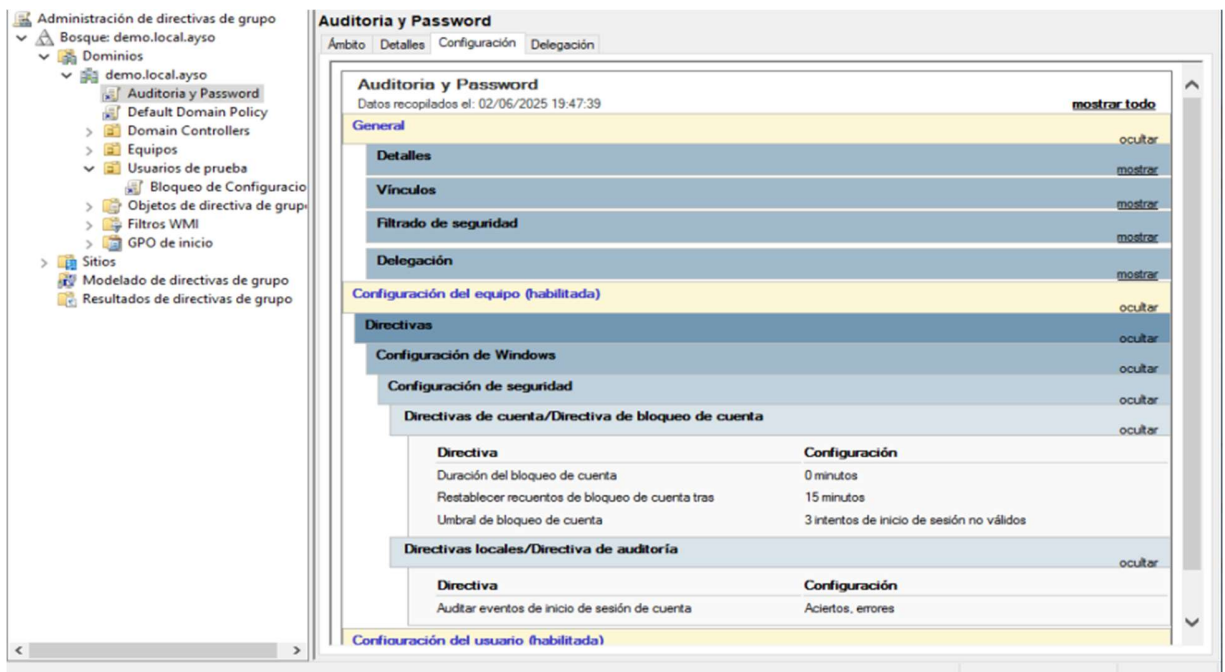 Administración de directivas de grupo
Bosque: demo.local.ayso
Dominios
demo.local.ayso
Auditoria y Password
Default Domain Policy
Domain Controllers
Equipos
Usuarios de prueba
Bloqueo de Configuracio
Objetos de directiva de grup
Filtros WMI
GPO de inicio
Sitios
Modelado de directivas de grupo
Resultados de directivas de grupo
Auditoria y Password
Ámbito Detalles Configuración Delegación
Auditoria y Password
Datos recopilados el: 02/06/2025 19:47:39 mostrar todo
General ocultar
Detalles mostrar
Vínculos mostrar
Filtrado de seguridad mostrar
Delegación mostrar
Configuración del equipo (habilitada) ocultar
Directivas ocultar
Configuración de Windows ocultar
Configuración de seguridad ocultar
Directivas de cuenta/Directiva de bloqueo de cuenta ocultar
Directiva Configuración
Duración del bloqueo de cuenta 0 minutos
Restablecer recuentos de bloqueo de cuenta tras 15 minutos
Umbral de bloqueo de cuenta 3 intentos de inicio de sesión no válidos
Directivas locales/Directiva de auditoría ocultar
Directiva Configuración
Auditar eventos de inicio de sesión de cuenta Aciertos, errores
Configuración del usuario (habilitada)